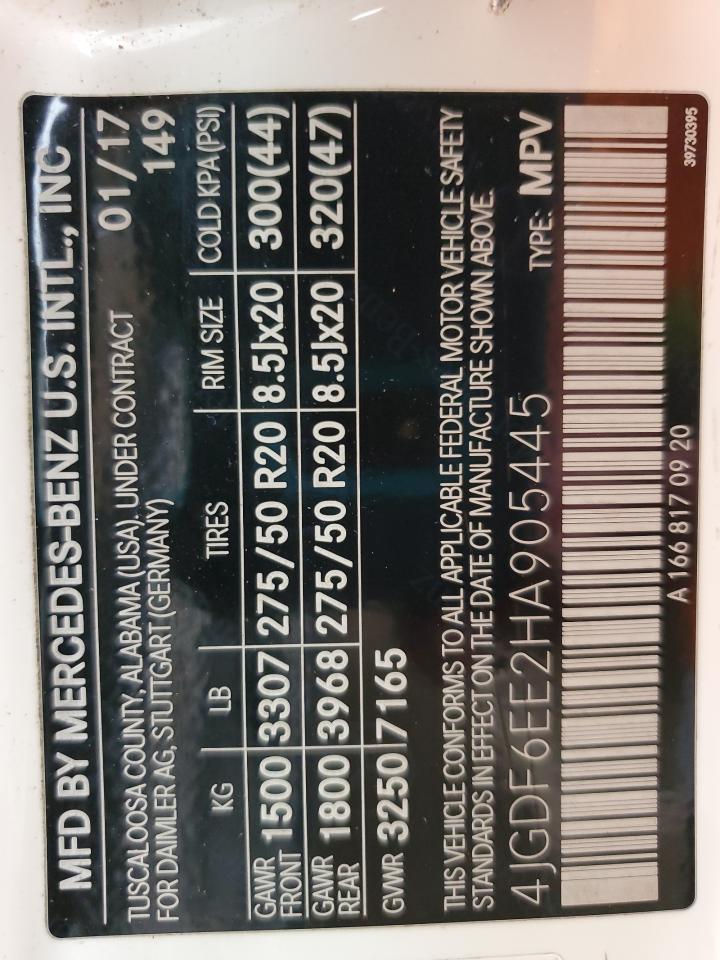 MFD BY MERCEDES-BENZ U.S. INTL., INC
TUSCALOOSA COUNTY, ALABAMA (USA), UNDER CONTRACT 01/17
FOR DAIMLER AG, STUTTGART (GERMANY) 149
KG LB TIRES RIM SIZE COLD KPA (PSI)
GAWR FRONT 1500 3307 275/50 R20 8.5Jx20 300(44)
GAWR REAR 1800 3968 275/50 R20 8.5Jx20 320(47)
GVWR 3250 7165
THIS VEHICLE CONFORMS TO ALL APPLICABLE FEDERAL MOTOR VEHICLE SAFETY
STANDARDS IN EFFECT ON THE DATE OF MANUFACTURE SHOWN ABOVE.
4JGDF6EE2HA905445 TYPE: MPV
A 166 817 09 20
39730395